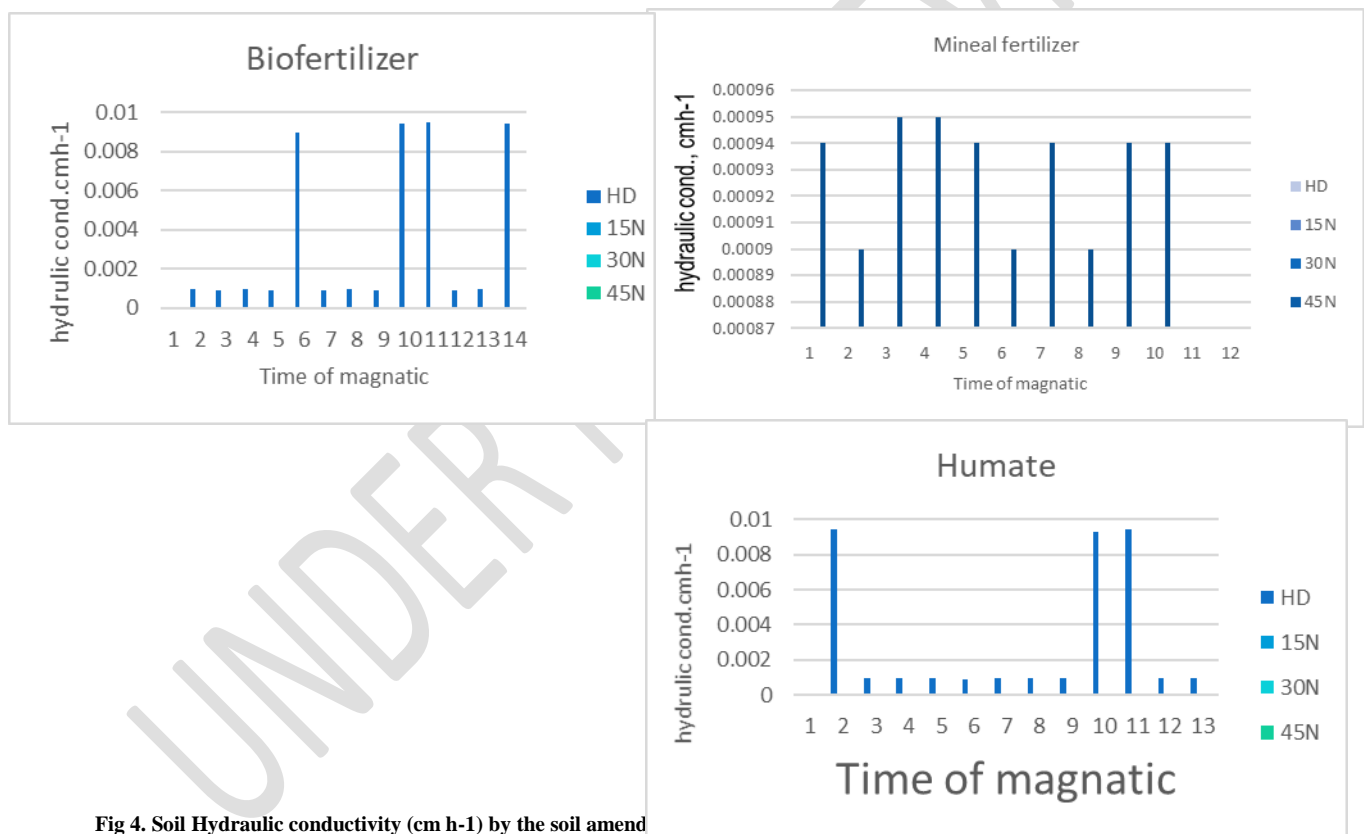 Biofertilizer
hydrulic cond.cmh-1
0.01
0.008
0.006
0.004
0.002
0
1 2 3 4 5 6 7 8 9 10 11 12 13 14
Time of magnatic
HD
15N
30N
45N
Mineal fertilizer
hydraulic cond., cmh-1
0.00096
0.00095
0.00094
0.00093
0.00092
0.00091
0.0009
0.00089
0.00088
0.00087
1 2 3 4 5 6 7 8 9 10 11 12
Time of magnatic
HD
15N
30N
45N
Humate
hydrulic cond.cmh-1
0.01
0.008
0.006
0.004
0.002
0
1 2 3 4 5 6 7 8 9 10 11 12 13
Time of magnatic
HD
15N
30N
45N
UNDER
Fig 4. Soil Hydraulic conductivity (cm h-1) by the soil amend